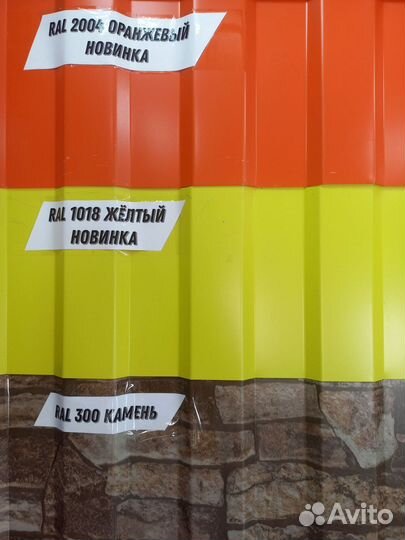 RAL 2004 ОРАНЖЕВЫЙ
НОВИНКА
RAL 1018 ЖЁЛТЫЙ
НОВИНКА
RAL 300 КАМЕНЬ
Avito